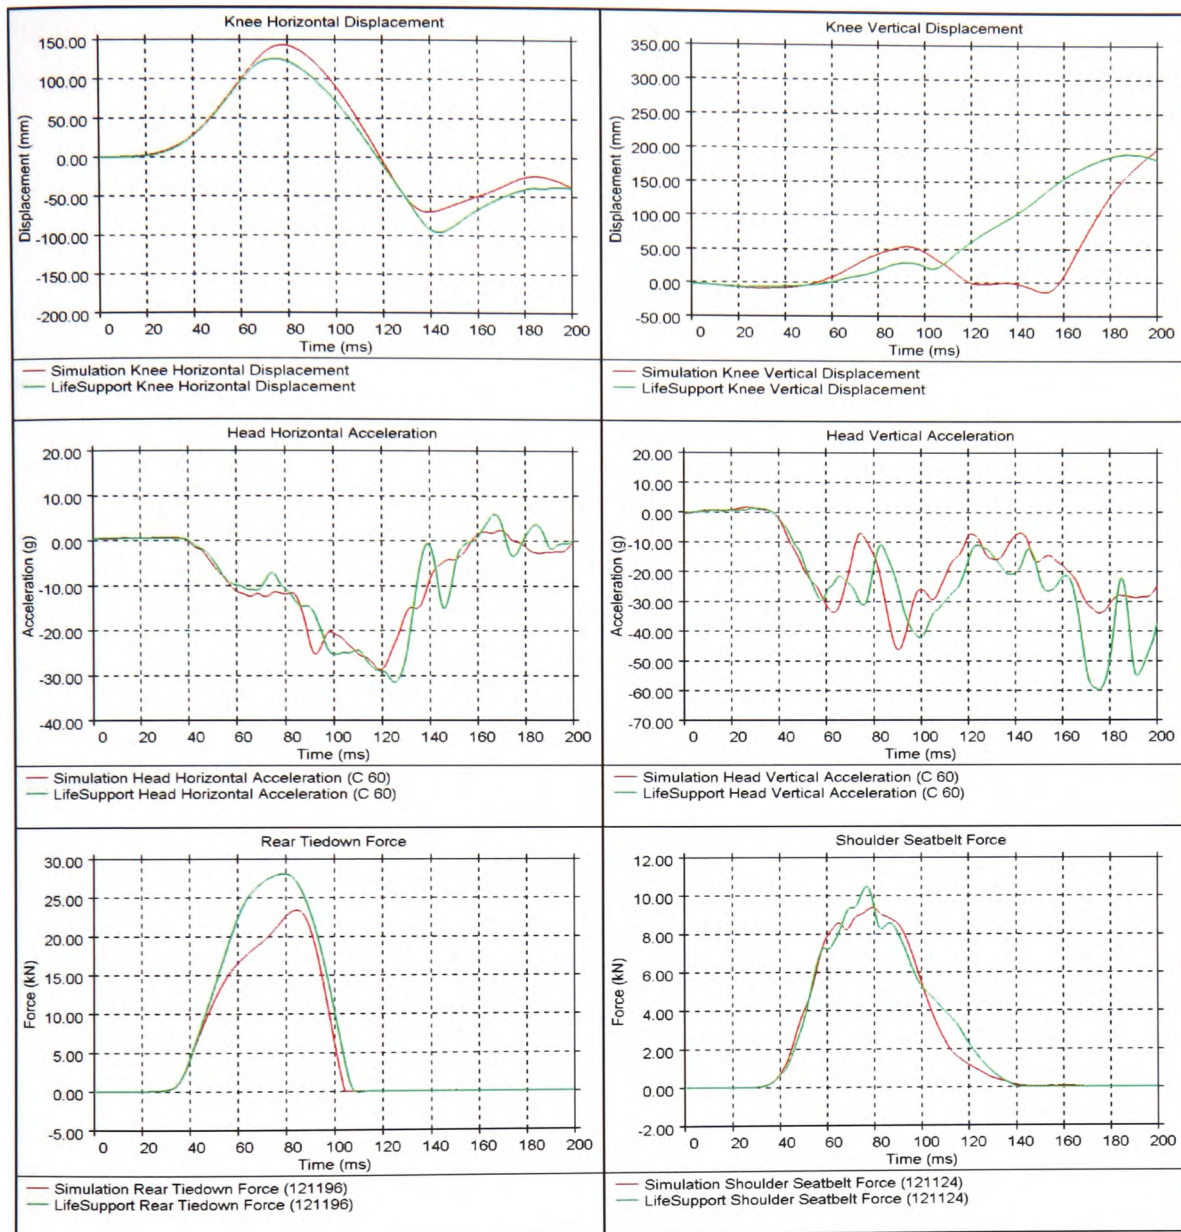 Knee Horizontal Displacement
150.00
100.00
50.00
0.00
-50.00
-100.00
-150.00
-200.00
Displacement (mm)
0 20 40 60 80 100 120 140 160 180 200
Time (ms)
Simulation Knee Horizontal Displacement
LifeSupport Knee Horizontal Displacement
Knee Vertical Displacement
350.00
300.00
250.00
200.00
150.00
100.00
50.00
0.00
-50.00
Displacement (mm)
0 20 40 60 80 100 120 140 160 180 200
Time (ms)
Simulation Knee Vertical Displacement
LifeSupport Knee Vertical Displacement
Head Horizontal Acceleration
20.00
10.00
0.00
-10.00
-20.00
-30.00
-40.00
Acceleration (g)
0 20 40 60 80 100 120 140 160 180 200
Time (ms)
Simulation Head Horizontal Acceleration (C 60)
LifeSupport Head Horizontal Acceleration (C 60)
Head Vertical Acceleration
20.00
10.00
0.00
-10.00
-20.00
-30.00
-40.00
-50.00
-60.00
-70.00
Acceleration (g)
0 20 40 60 80 100 120 140 160 180 200
Time (ms)
Simulation Head Vertical Acceleration (C 60)
LifeSupport Head Vertical Acceleration (C 60)
Rear Tiedown Force
30.00
25.00
20.00
15.00
10.00
5.00
0.00
-5.00
Force (kN)
0 20 40 60 80 100 120 140 160 180 200
Time (ms)
Simulation Rear Tiedown Force (121196)
LifeSupport Rear Tiedown Force (121196)
Shoulder Seatbelt Force
12.00
10.00
8.00
6.00
4.00
2.00
0.00
-2.00
Force (kN)
0 20 40 60 80 100 120 140 160 180 200
Time (ms)
Simulation Shoulder Seatbelt Force (121124)
LifeSupport Shoulder Seatbelt Force (121124)